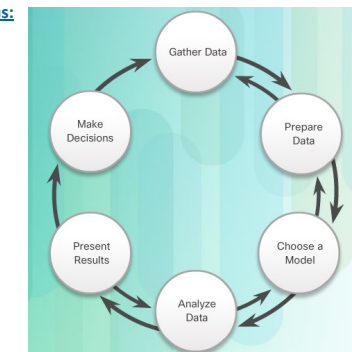 s:
Gather Data
Prepare
Data
Choose a
Model
Analyze
Data
Present
Results
Make
Decisions